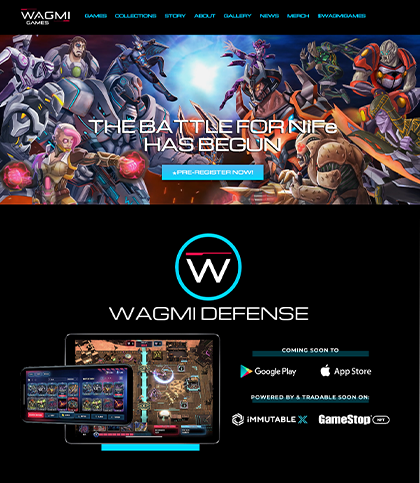 WAGMI
GAMES
GAMES COLLECTIONS STORY ABOUT GALLERY NEWS MERCH $WAGMIGAMES
THE BATTLE FOR NIFe
HAS BEGUN
PRE-REGISTER NOW!
W
WAGMI DEFENSE
COMING SOON TO
Google Play
App Store
POWERED BY & TRADABLE SOON ON:
iMMUTABLE X
GameStop NFT